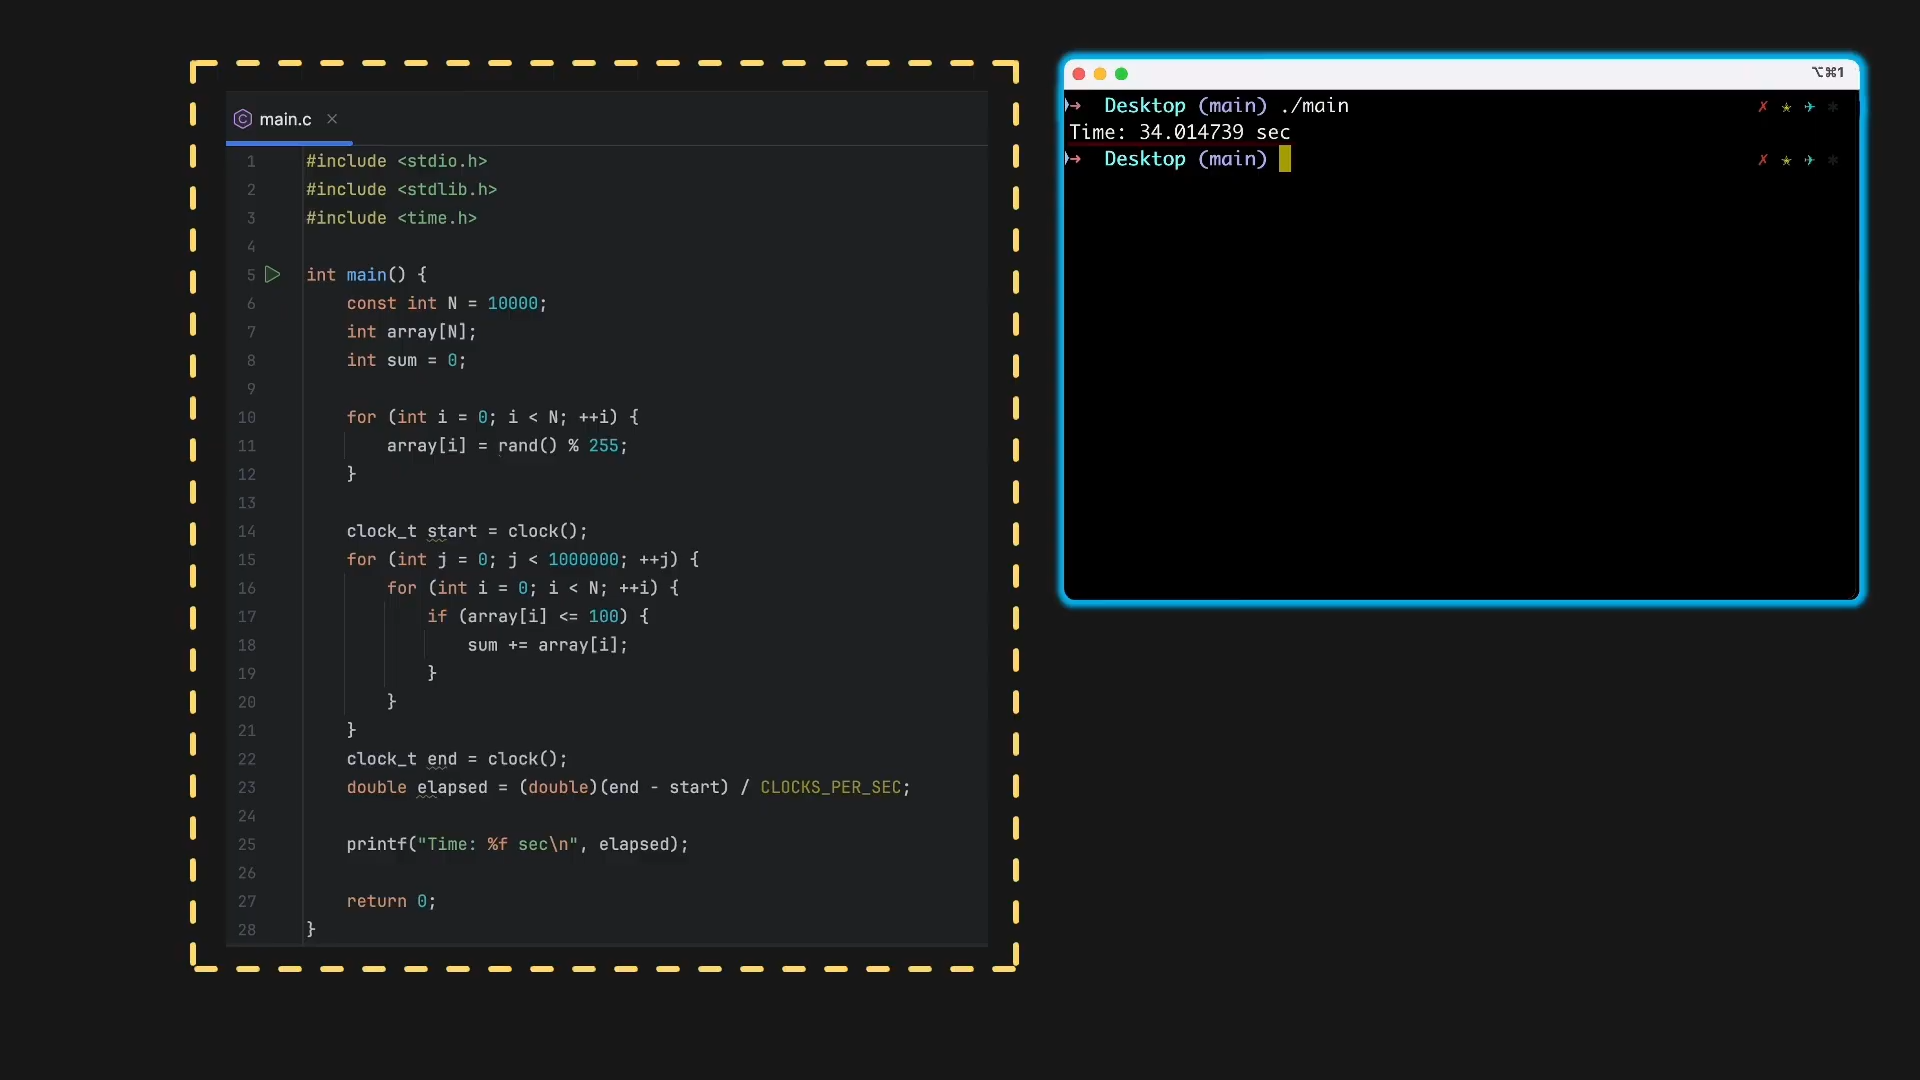 main.c ×
1 #include <stdio.h>
2 #include <stdlib.h>
3 #include <time.h>
4
5 int main() {
6 const int N = 10000;
7 int array[N];
8 int sum = 0;
9
10 for (int i = 0; i < N; ++i) {
11 array[i] = rand() % 255;
12 }
13
14 clock_t start = clock();
15 for (int j = 0; j < 1000000; ++j) {
16 for (int i = 0; i < N; ++i) {
17 if (array[i] <= 100) {
18 sum += array[i];
19 }
20 }
21 }
22 clock_t end = clock();
23 double elapsed = (double)(end - start) / CLOCKS_PER_SEC;
24
25 printf("Time: %f sec\n", elapsed);
26
27 return 0;
28 }
⌥⌘1
➜ Desktop (main) ./main ✗ ★ ✈ ✱
Time: 34.014739 sec
➜ Desktop (main) ✗ ★ ✈ ✱